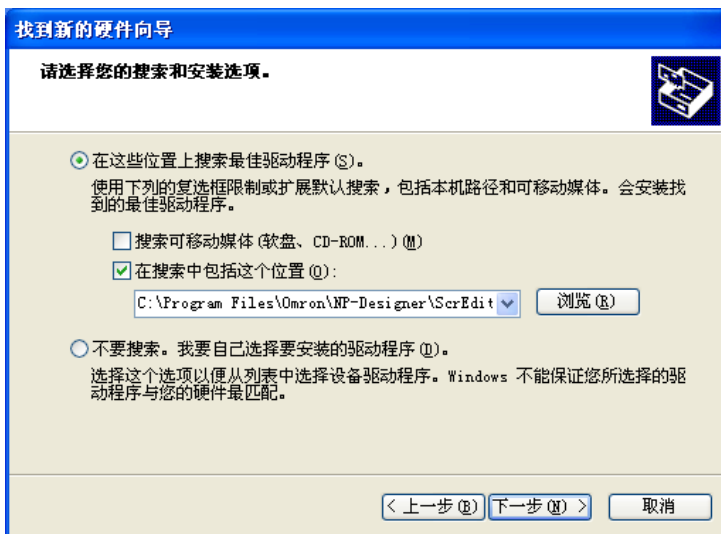 找到新的硬件向导
请选择您的搜索和安装选项。
在这些位置上搜索最佳驱动程序(S)。
使用下列的复选框限制或扩展默认搜索，包括本机路径和可移动媒体。会安装找
到的最佳驱动程序。
搜索可移动媒体(软盘、CD-ROM...)(M)
在搜索中包括这个位置(O):
C:\Program Files\Omron\NP-Designer\ScrEdit
浏览(R)
不要搜索。我要自己选择要安装的驱动程序(D)。
选择这个选项以便从列表中选择设备驱动程序。Windows 不能保证您所选择的驱
动程序与您的硬件最匹配。
< 上一步(B)
下一步(N) >
取消